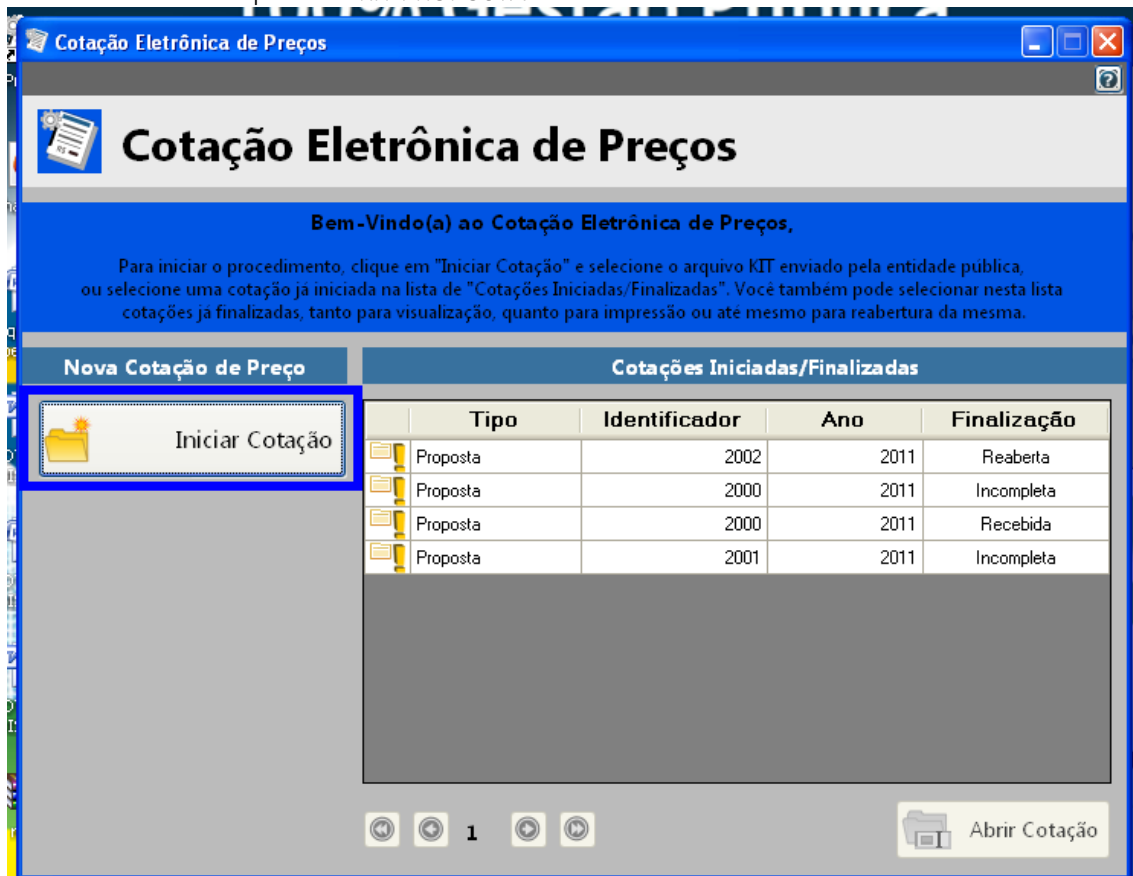 100% Gestão Pública
Cotação Eletrônica de Preços
Cotação Eletrônica de Preços
Bem-Vindo(a) ao Cotação Eletrônica de Preços,
Para iniciar o procedimento, clique em "Iniciar Cotação" e selecione o arquivo KIT enviado pela entidade pública,
ou selecione uma cotação já iniciada na lista de "Cotações Iniciadas/Finalizadas". Você também pode selecionar nesta lista
cotações já finalizadas, tanto para visualização, quanto para impressão ou até mesmo para reabertura da mesma.
Nova Cotação de Preço
Cotações Iniciadas/Finalizadas
Iniciar Cotação
Tipo Identificador Ano Finalização
Proposta 2002 2011 Reaberta
Proposta 2000 2011 Incompleta
Proposta 2000 2011 Recebida
Proposta 2001 2011 Incompleta
1
Abrir Cotação